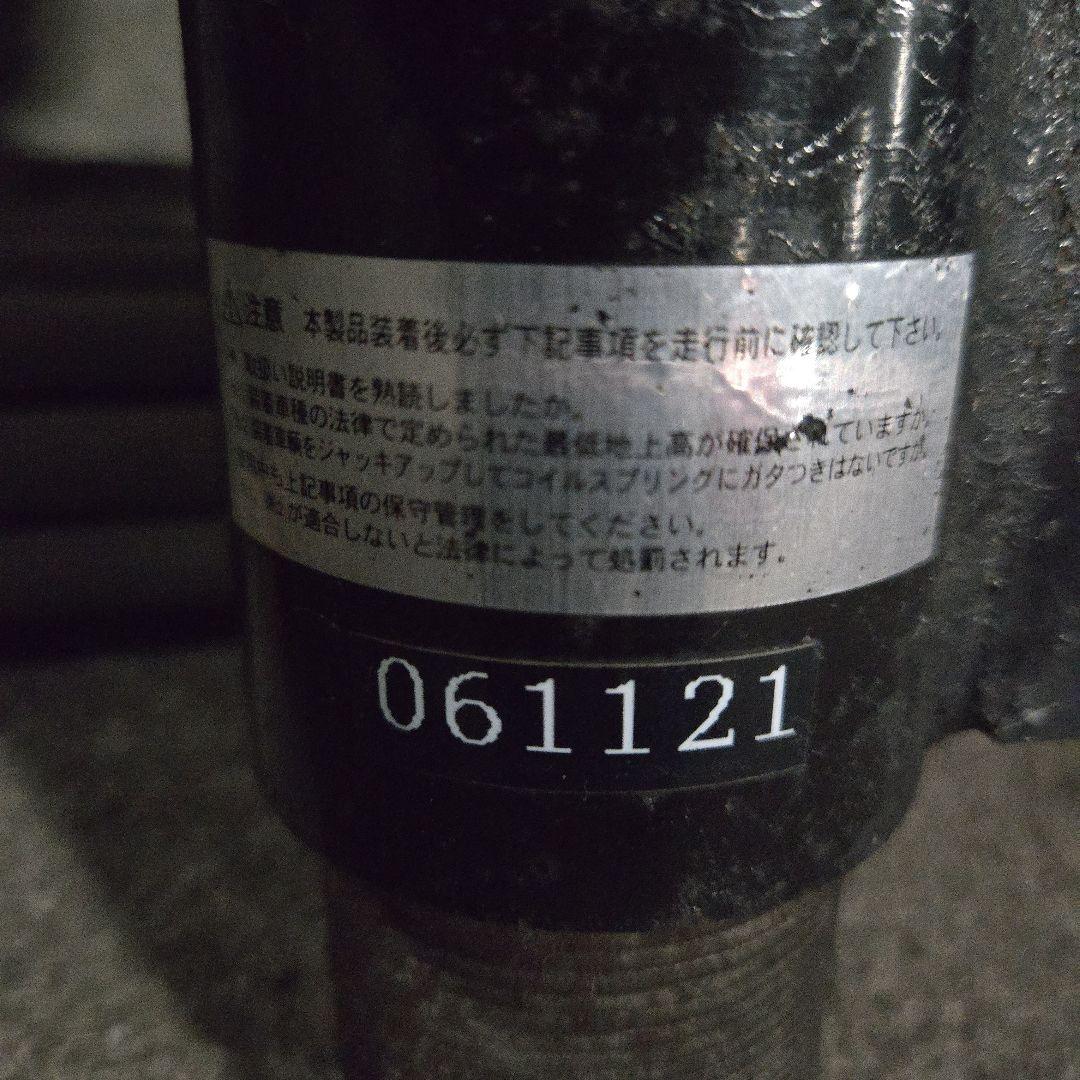 注意 本製品装着後必ず下記事項を走行前に確認して下さい。
取扱い説明書を熟読しましたか。
装着車種の法律で定められた最低地上高が確保されていますか。
装着車輌をジャッキアップしてコイルスプリングにガタつきはないですか。
も上記事項の保守管理をしてください。
が適合しないと法律によって処罰されます。
061121